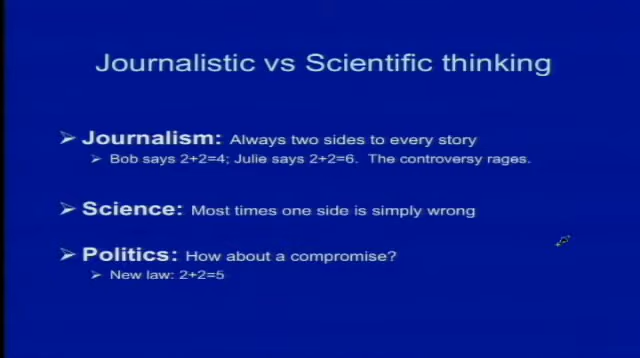 Journalistic vs Scientific thinking
Journalism: Always two sides to every story
Bob says 2+2=4; Julie says 2+2=6. The controversy rages.
Science: Most times one side is simply wrong
Politics: How about a compromise?
New law: 2+2=5